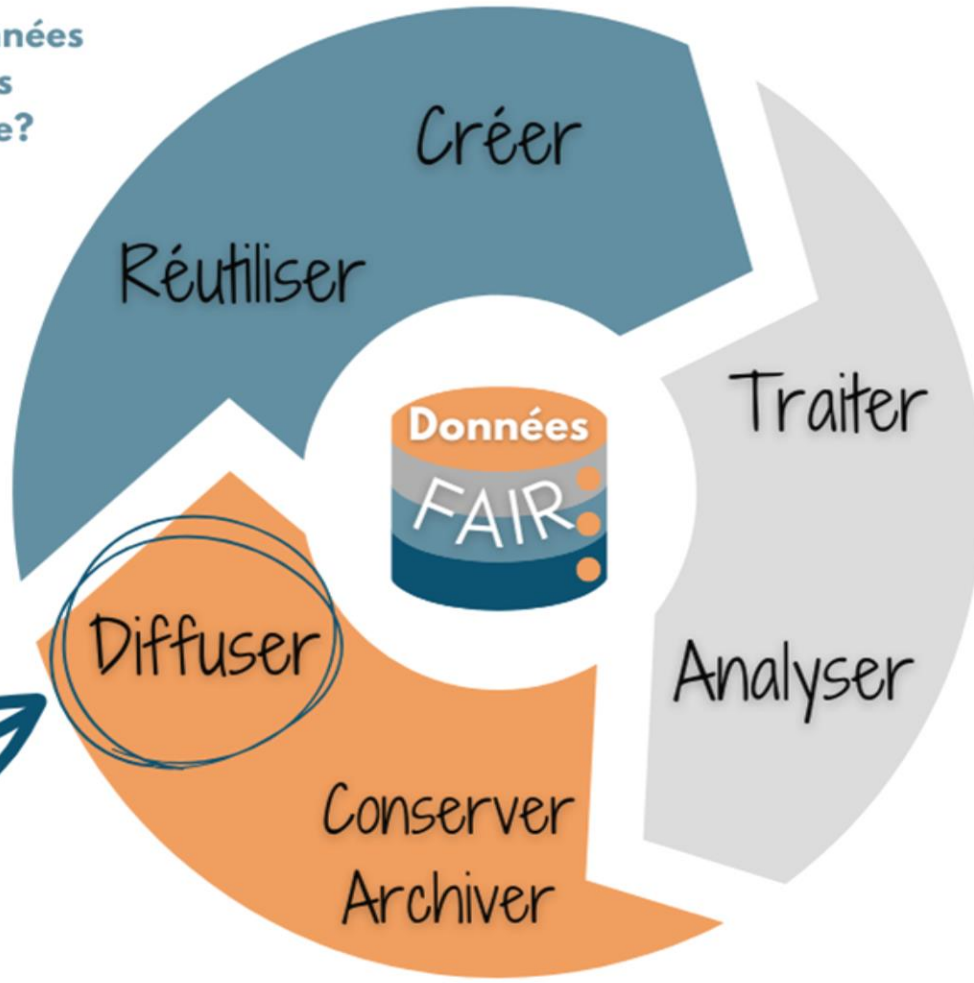 Créer
Réutiliser
Traiter
Données
FAIR
Diffuser
Analyser
Conserver
Archiver